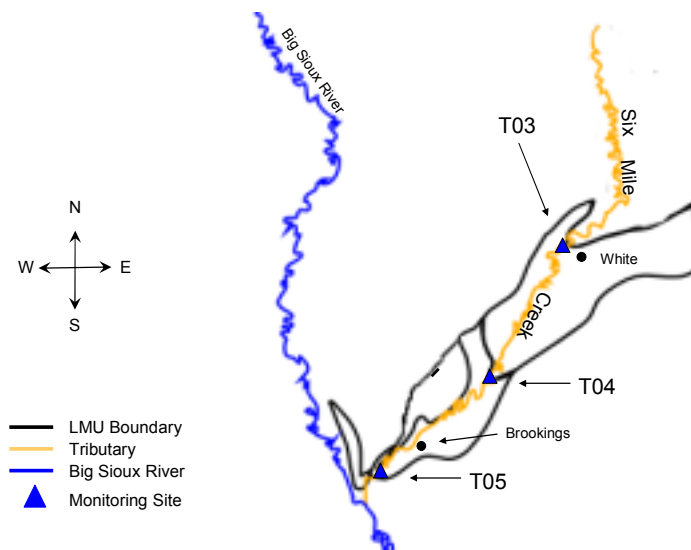 Big Sioux River
Six Mile
T03
N
W E
S
White
Creek
T04
Brookings
T05
LMU Boundary
Tributary
Big Sioux River
Monitoring Site